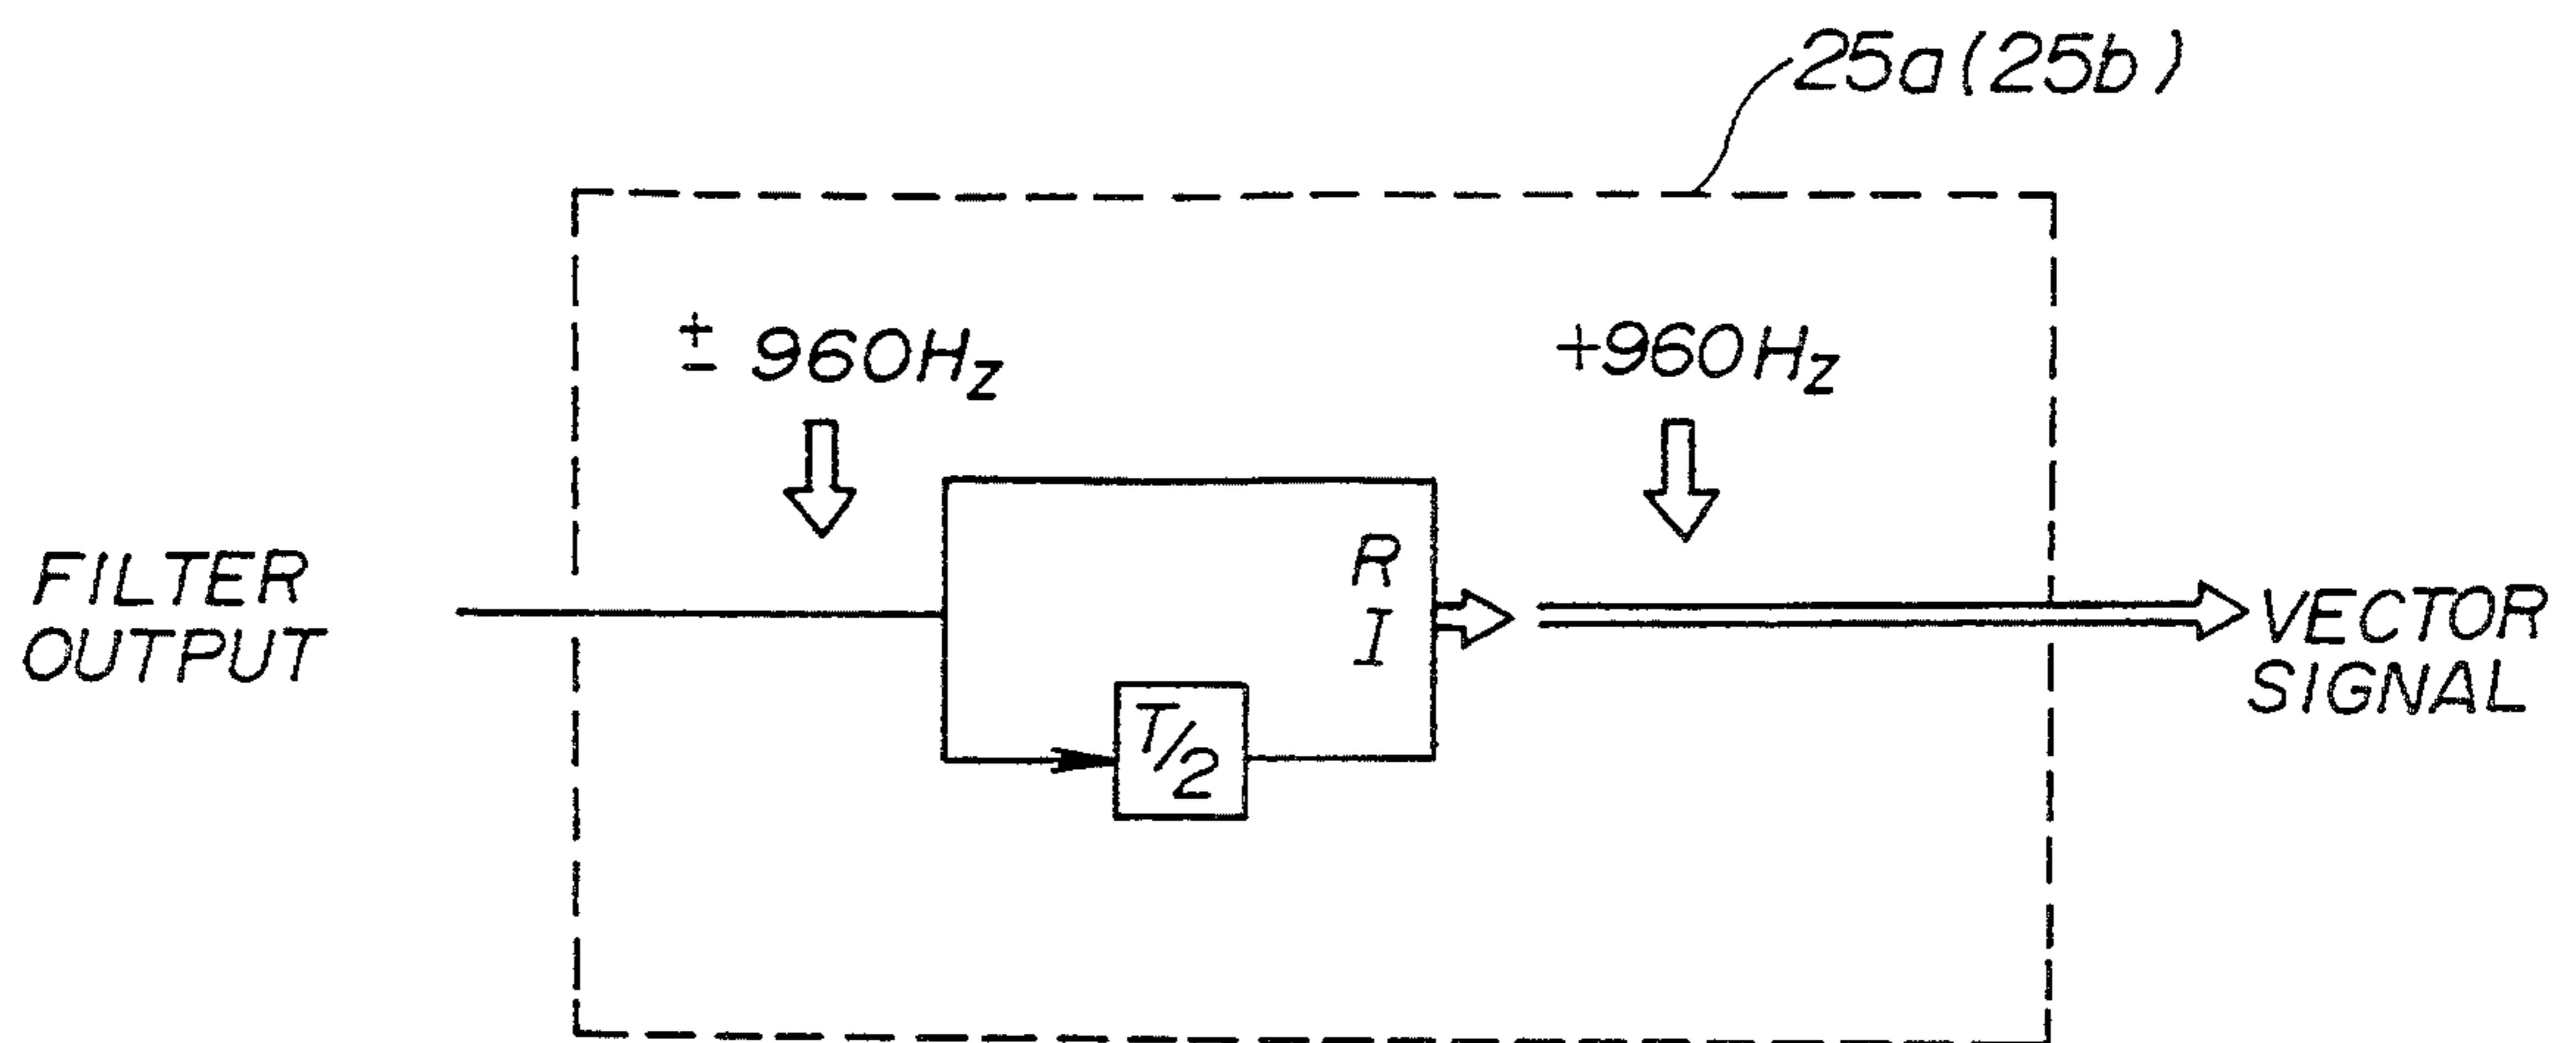 25a(25b)
± 960Hz
+960Hz
FILTER
OUTPUT
R
I
T/2
VECTOR
SIGNAL